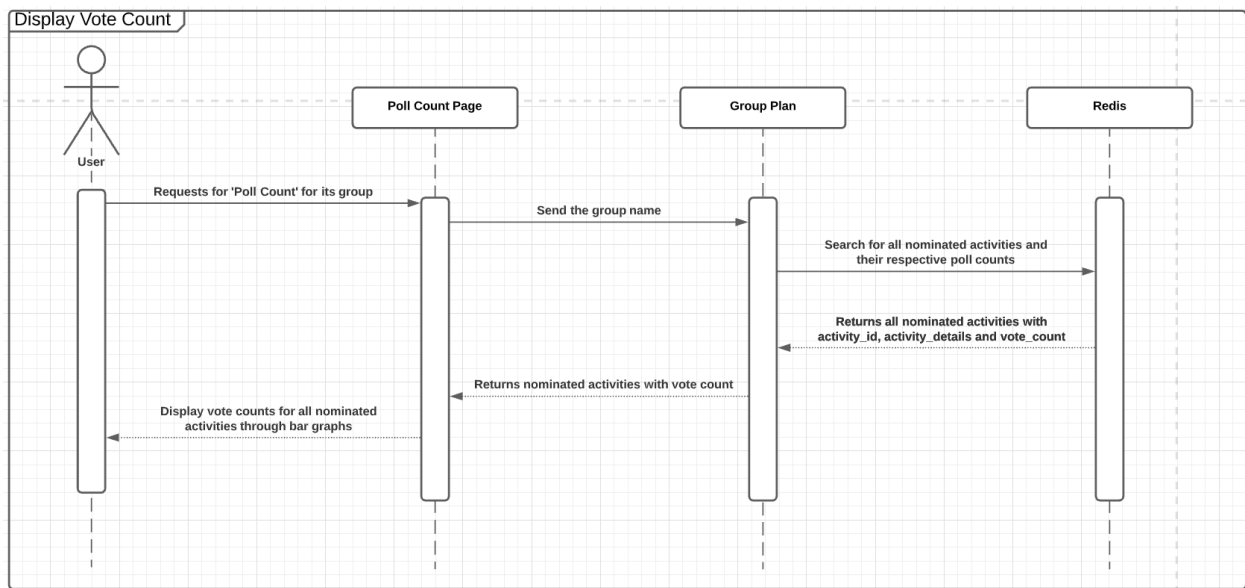 Display Vote Count
Poll Count Page
Group Plan
Redis
User
Requests for 'Poll Count' for its group
Send the group name
Search for all nominated activities and
their respective poll counts
Returns all nominated activities with
activity_id, activity_details and vote_count
Returns nominated activities with vote count
Display vote counts for all nominated
activities through bar graphs